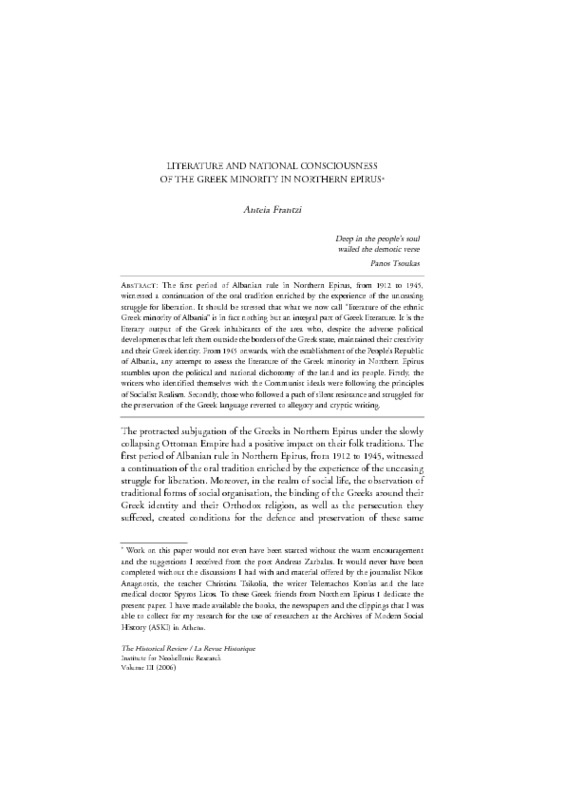 LITERATURE AND NATIONAL CONSCIOUSNESS
OF THE GREEK MINORITY IN NORTHERN EPIRUS*
Anteia Frantzi
Deep in the people's soul
wailed the demotic verse
Panos Tsoukas
ABSTRACT: The first period of Albanian rule in Northern Epirus, from 1912 to 1945,
witnessed a continuation of the oral tradition enriched by the experience of the unceasing
struggle for liberation. It should be stressed that what we now call "literature of the ethnic
Greek minority of Albania" is in fact nothing but an integral part of Greek literature. It is the
literary output of the Greek inhabitants of the area who, despite the adverse political
developments that left them outside the borders of the Greek state, maintained their creativity
and their Greek identity. From 1945 onwards, with the establishment of the People's Republic
of Albania, any attempt to assess the literature of the Greek minority in Northern Epirus
stumbles upon the political and national dichotomy of the land and its people. Firstly, the
writers who identified themselves with the Communist ideals were following the principles
of Socialist Realism. Secondly, those who followed a path of silent resistance and struggled for
the preservation of the Greek language reverted to allegory and cryptic writing.
The protracted subjugation of the Greeks in Northern Epirus under the slowly
collapsing Ottoman Empire had a positive impact on their folk traditions. The
first period of Albanian rule in Northern Epirus, from 1912 to 1945, witnessed
a continuation of the oral tradition enriched by the experience of the unceasing
struggle for liberation. Moreover, in the realm of social life, the observation of
traditional forms of social organisation, the binding of the Greeks around their
Greek identity and their Orthodox religion, as well as the persecution they
suffered, created conditions for the defence and preservation of these same
* Work on this paper would not even have been started without the warm encouragement
and the suggestions I received from the poet Andreas Zarbalas. It would never have been
completed without the discussions I had with and material offered by the journalist Nikos
Anagnostis, the teacher Christina Tsikolia, the writer Telemachos Kotsias and the late
medical doctor Spyros Litos. To these Greek friends from Northern Epirus I dedicate the
present paper. I have made available the books, the newspapers and the clippings that I was
able to collect for my research for the use of researchers at the Archives of Modern Social
History (ASKI) in Athens.
The Historical Review / La Revue Historique
Institute for Neohellenic Research
Volume III (2006)